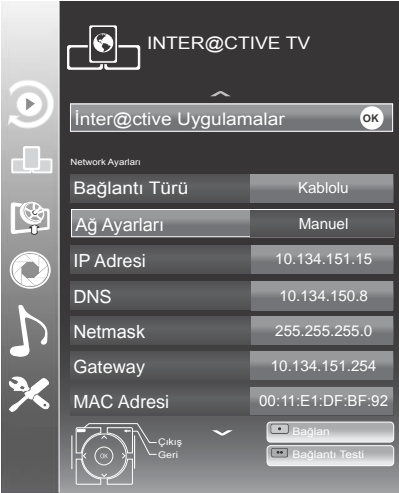 INTER@CTIVE TV
İnter@ctive Uygulamalar OK
Network Ayarları
Bağlantı Türü Kablolu
Ağ Ayarları Manuel
IP Adresi 10.134.151.15
DNS 10.134.150.8
Netmask 255.255.255.0
Gateway 10.134.151.254
MAC Adresi 00:11:E1:DF:BF:92
OK
Çıkış
Geri
Bağlan
Bağlantı Testi